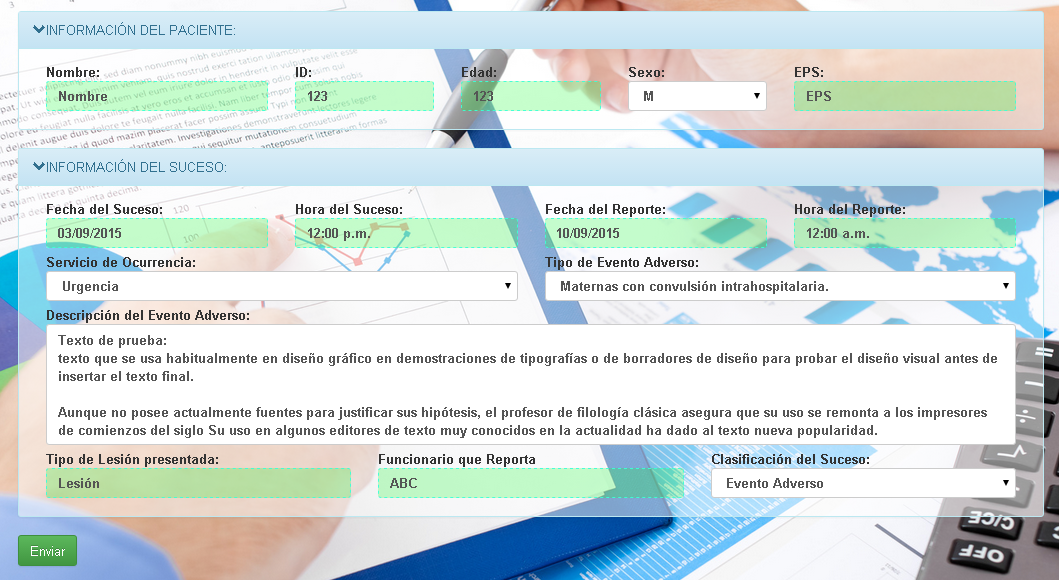 INFORMACIÓN DEL PACIENTE:
Nombre: ID: Edad: Sexo: EPS:
Nombre 123 123 M EPS
INFORMACIÓN DEL SUCESO:
Fecha del Suceso: Hora del Suceso: Fecha del Reporte: Hora del Reporte:
03/09/2015 12:00 p.m. 10/09/2015 12:00 a.m.
Servicio de Ocurrencia: Tipo de Evento Adverso:
Urgencia Maternas con convulsión intrahospitalaria.
Descripción del Evento Adverso:
Texto de prueba:
texto que se usa habitualmente en diseño gráfico en demostraciones de tipografías o de borradores de diseño para probar el diseño visual antes de
insertar el texto final.
Aunque no posee actualmente fuentes para justificar sus hipótesis, el profesor de filología clásica asegura que su uso se remonta a los impresores
de comienzos del siglo Su uso en algunos editores de texto muy conocidos en la actualidad ha dado al texto nueva popularidad.
Tipo de Lesión presentada: Funcionario que Reporta Clasificación del Suceso:
Lesión ABC Evento Adverso
Enviar
120
100
C/CE
OFF